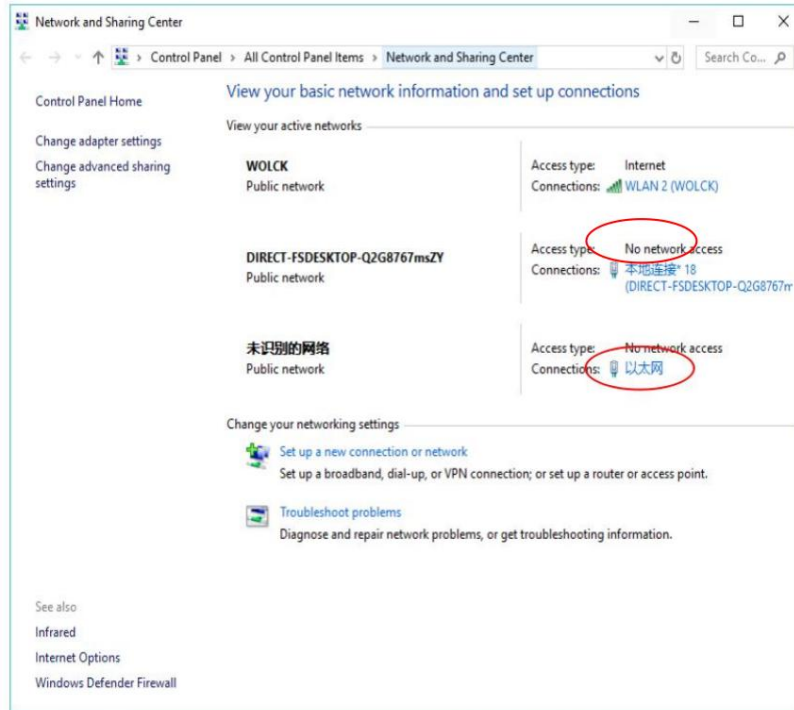 Network and Sharing Center
Control Panel > All Control Panel Items > Network and Sharing Center
Search Co...
Control Panel Home
Change adapter settings
Change advanced sharing
settings
View your basic network information and set up connections
View your active networks
WOLCK
Public network
Access type: Internet
Connections: WLAN 2 (WOLCK)
DIRECT-FSDESKTOP-Q2G8767msZY
Public network
Access type: No network access
Connections: 本地连接* 18
(DIRECT-FSDESKTOP-Q2G8767m
未识别的网络
Public network
Access type: No network access
Connections: 以太网
Change your networking settings
Set up a new connection or network
Set up a broadband, dial-up, or VPN connection; or set up a router or access point.
Troubleshoot problems
Diagnose and repair network problems, or get troubleshooting information.
See also
Infrared
Internet Options
Windows Defender Firewall